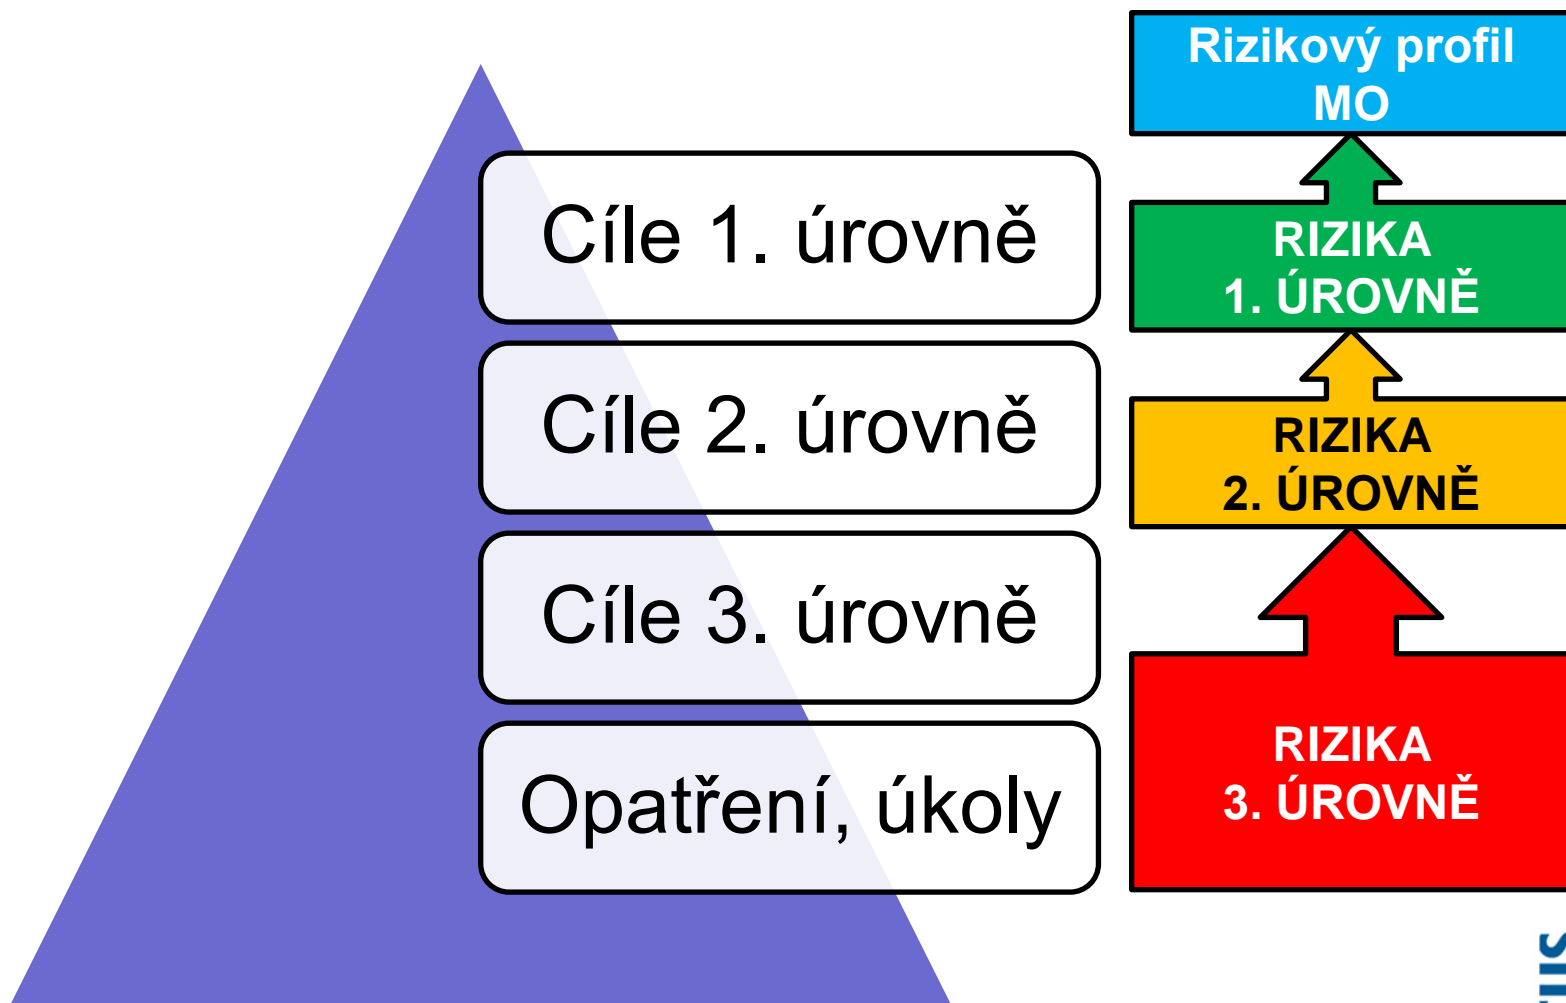 Rizikový profil
MO
Cíle 1. úrovně
RIZIKA
1. ÚROVNĚ
Cíle 2. úrovně
RIZIKA
2. ÚROVNĚ
Cíle 3. úrovně
Opatření, úkoly
RIZIKA
3. ÚROVNĚ